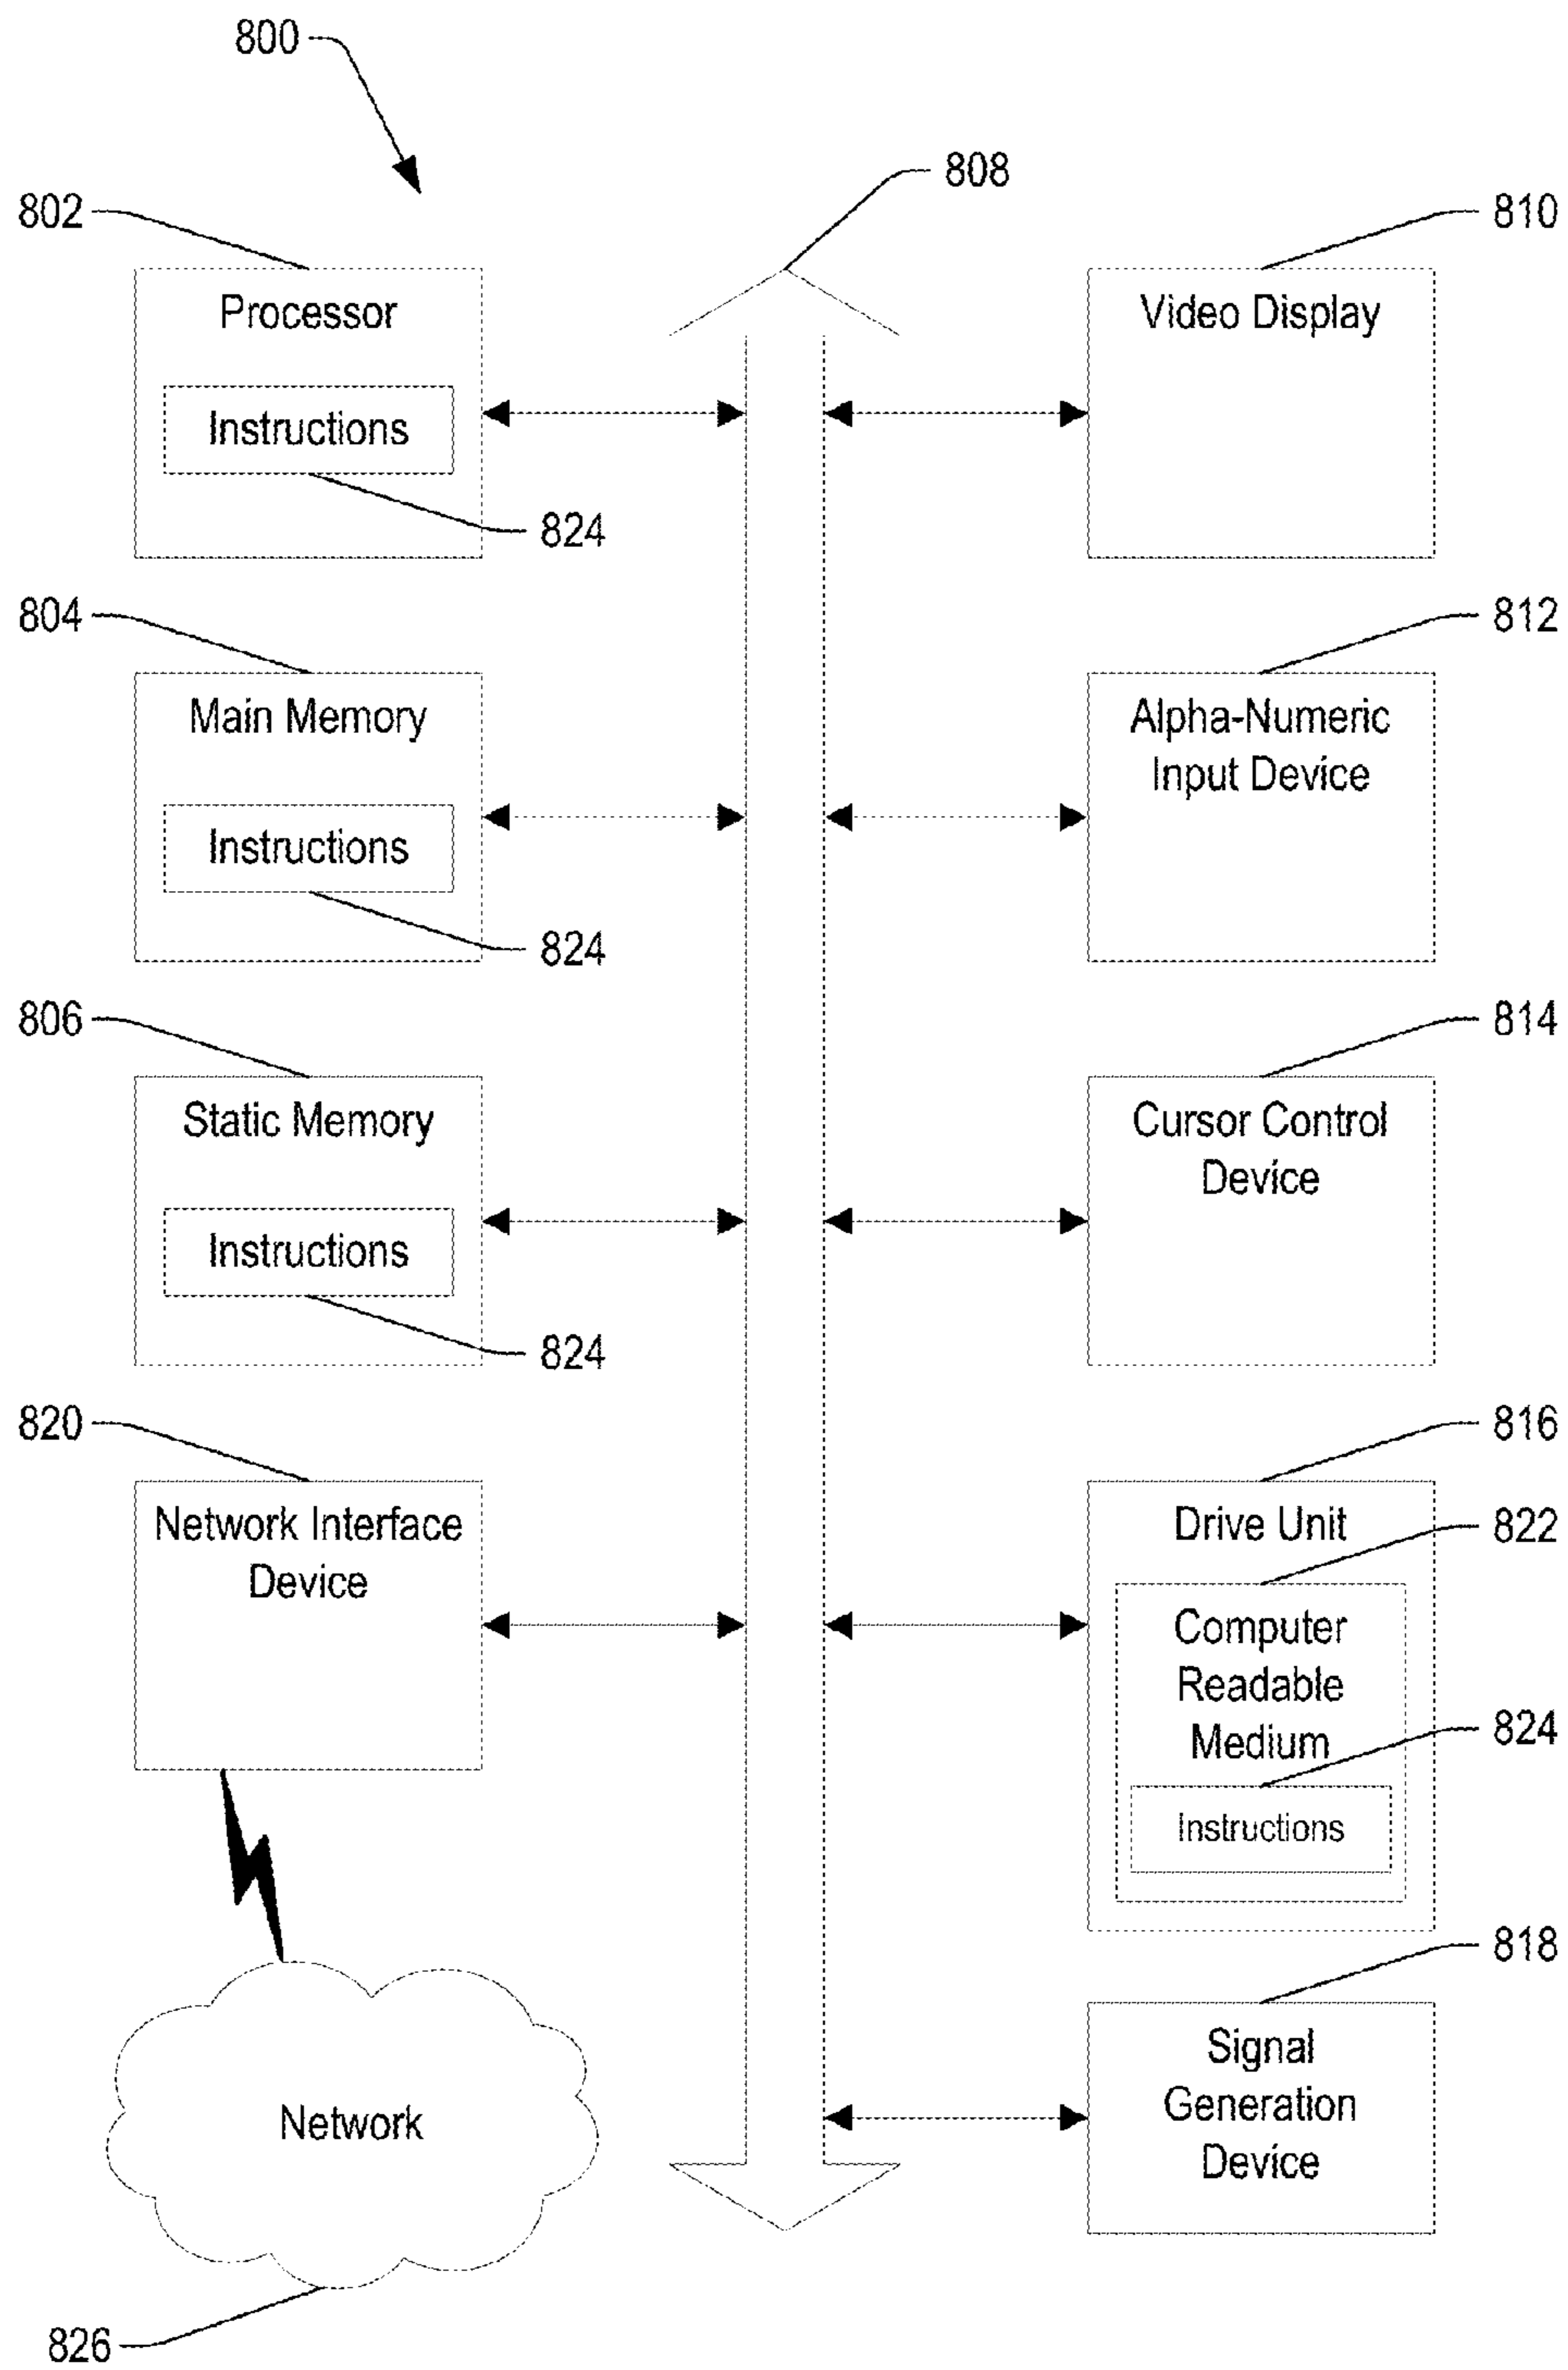 800
808
802
Processor
Instructions
824
810
Video Display
804
Main Memory
Instructions
824
812
Alpha-Numeric
Input Device
806
Static Memory
Instructions
824
814
Cursor Control
Device
820
Network Interface
Device
816
Drive Unit
822
Computer
Readable
Medium
824
Instructions
818
Signal
Generation
Device
Network
826